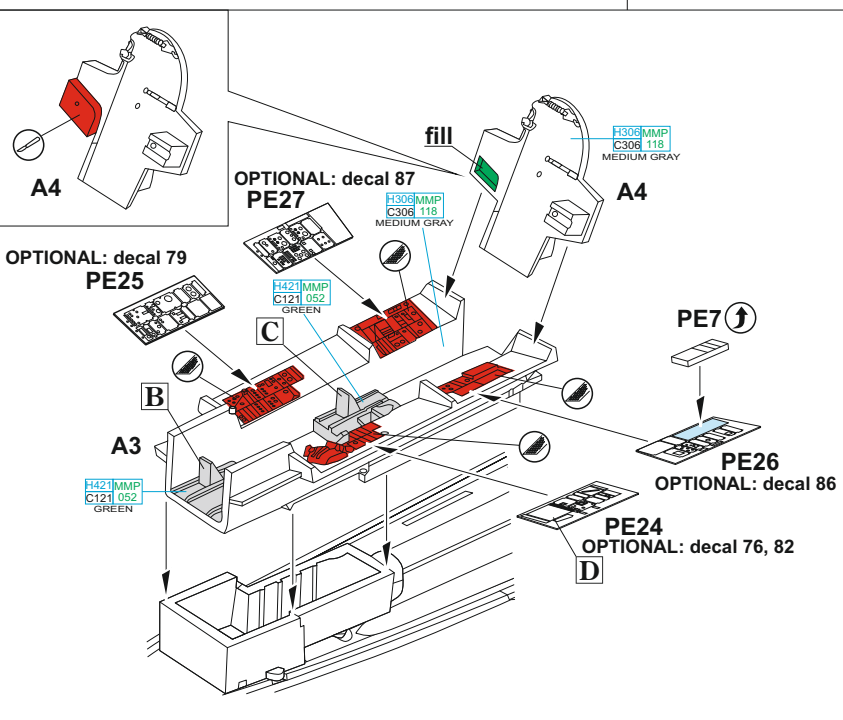 A4
fill
H306 MMP
C306 118
MEDIUM GRAY
A4
OPTIONAL: decal 87
PE27
H306 MMP
C306 118
MEDIUM GRAY
OPTIONAL: decal 79
PE25
H421 MMP
C121 052
GREEN
C
PE7
B
A3
H421 MMP
C121 052
GREEN
PE26
OPTIONAL: decal 86
PE24
OPTIONAL: decal 76, 82
D